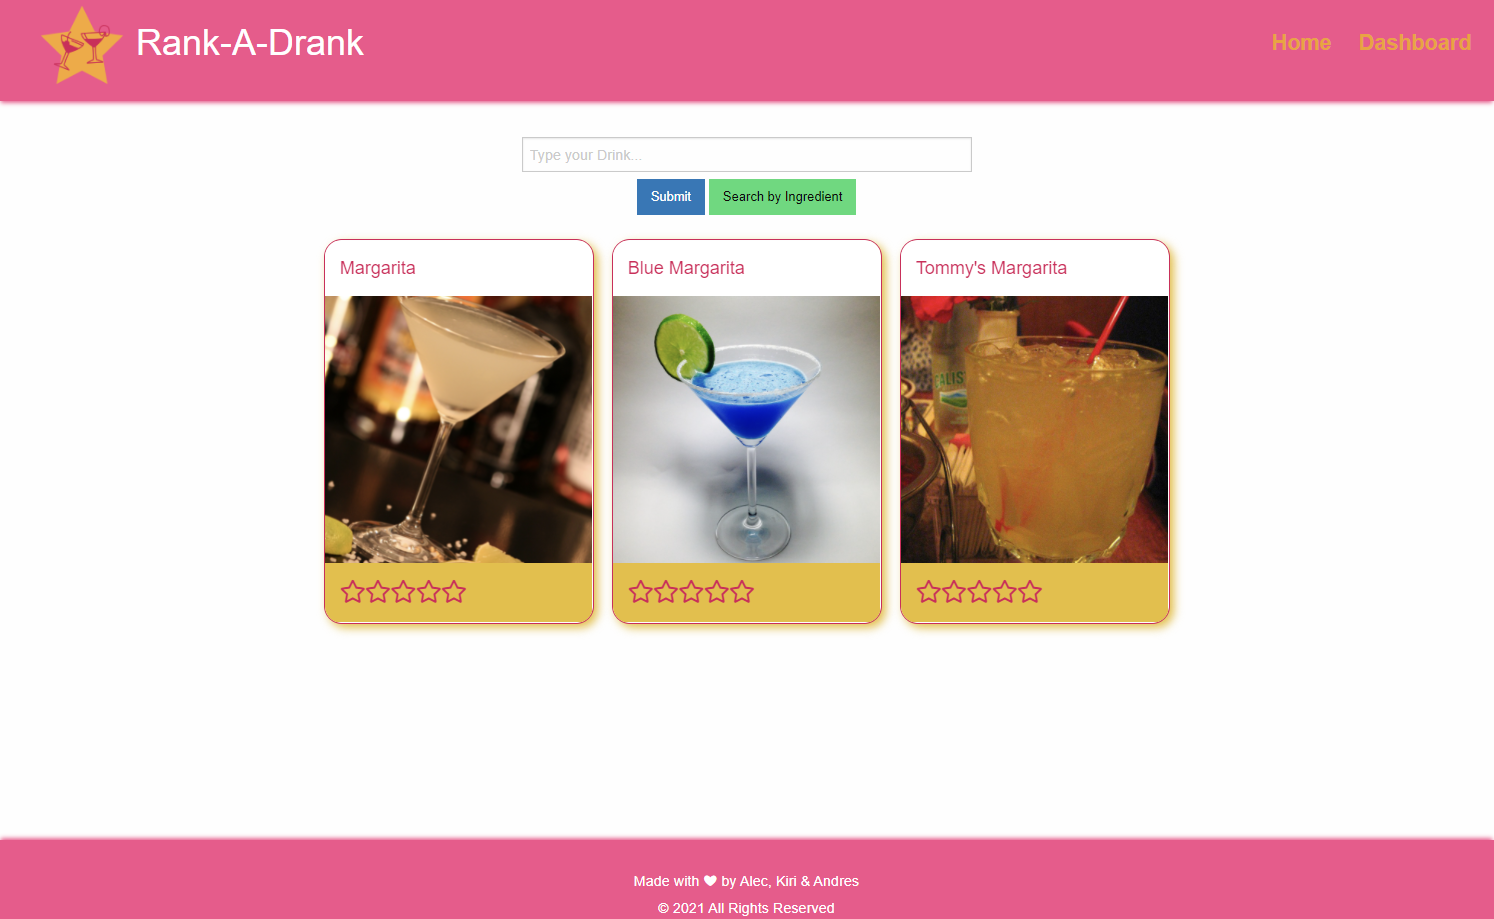 Rank-A-Drank
Home Dashboard
Type your Drink...
Submit Search by Ingredient
Margarita
Blue Margarita
Tommy's Margarita
ALIS
Made with ♥ by Alec, Kiri & Andres
© 2021 All Rights Reserved